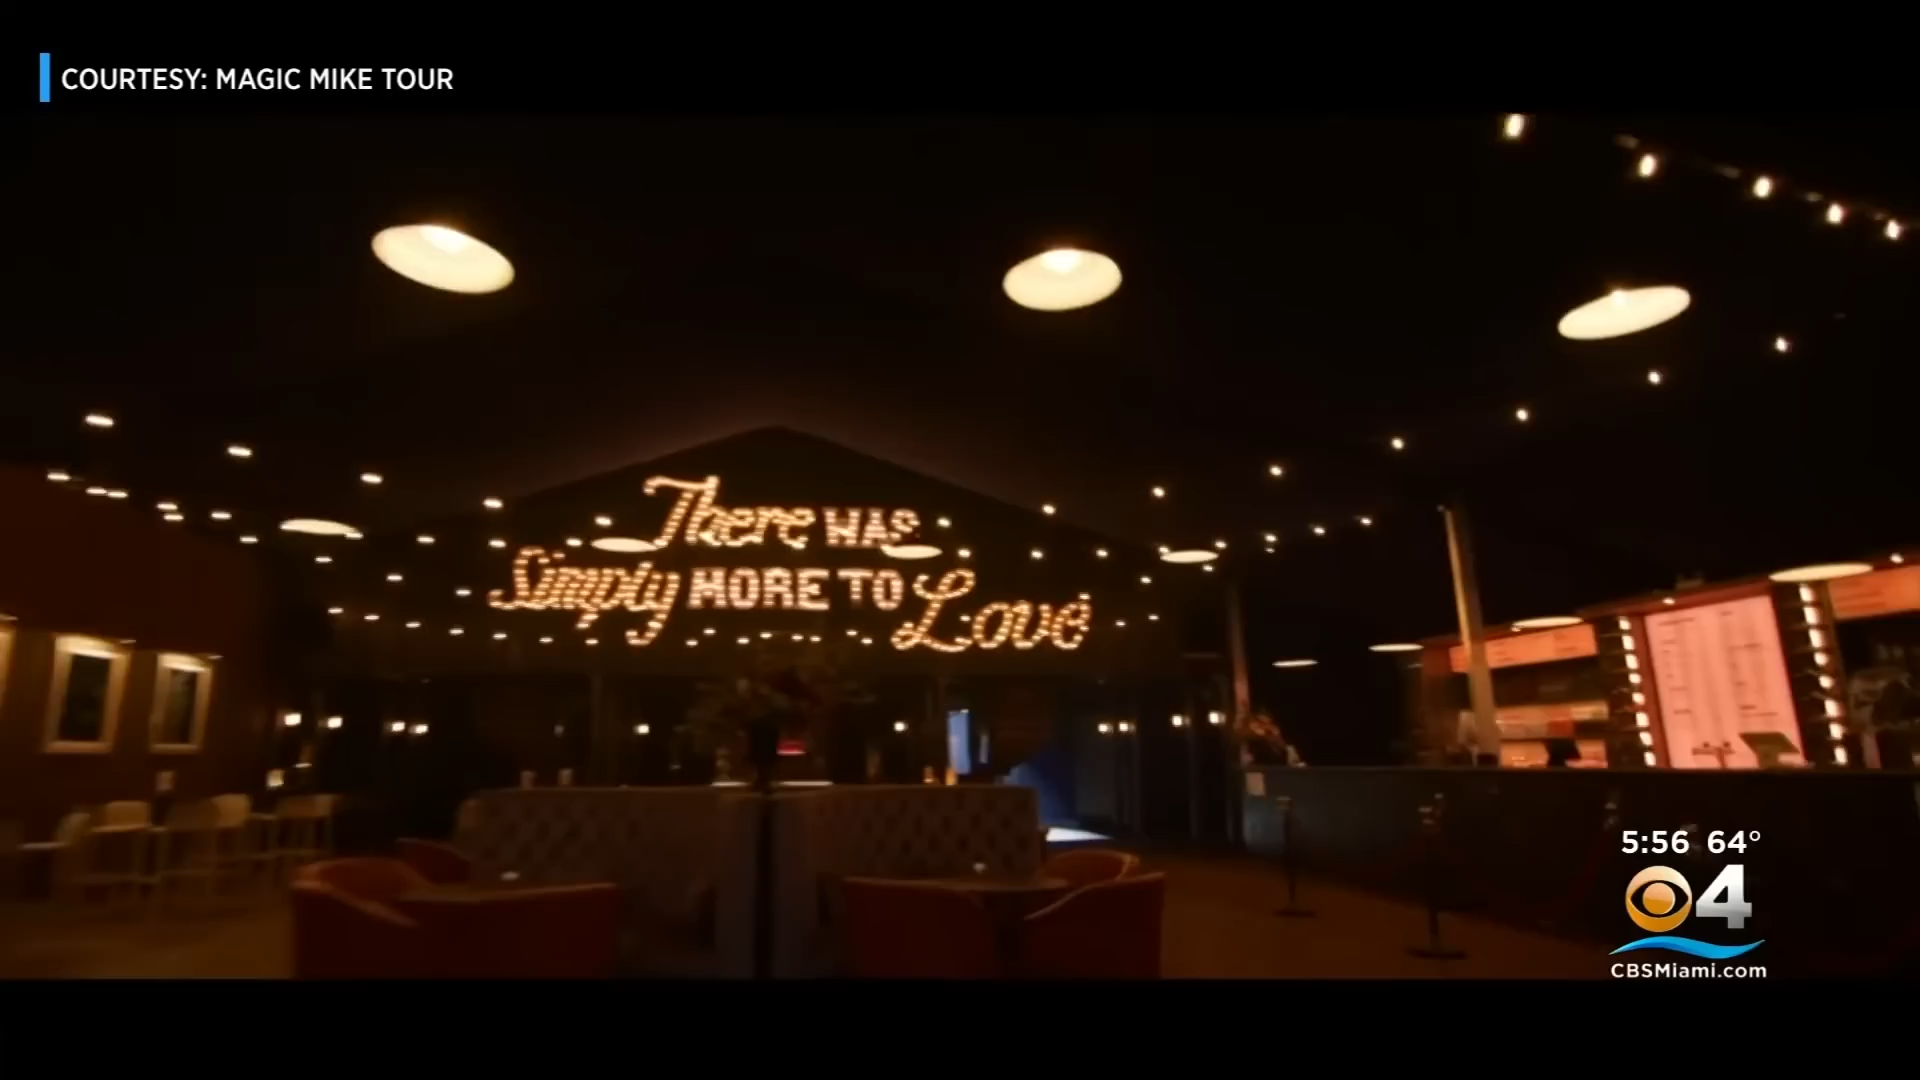 COURTESY: MAGIC MIKE TOUR
There WAS
Simply MORE TO Love
5:56 64°
4
CBSMiami.com